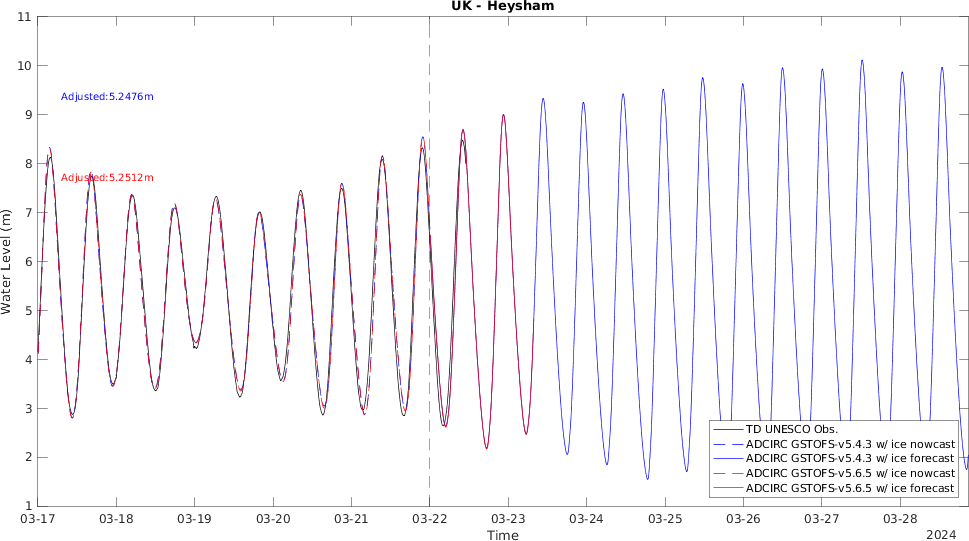 UK - Heysham
11
10
9
8
7
6
5
4
3
2
1
Water Level (m)
Adjusted:5.2476m
Adjusted:5.2512m
TD UNESCO Obs.
ADCIRC GSTOFS-v5.4.3 w/ ice nowcast
ADCIRC GSTOFS-v5.4.3 w/ ice forecast
ADCIRC GSTOFS-v5.6.5 w/ ice nowcast
ADCIRC GSTOFS-v5.6.5 w/ ice forecast
03-17 03-18 03-19 03-20 03-21 03-22 03-23 03-24 03-25 03-26 03-27 03-28
Time
2024